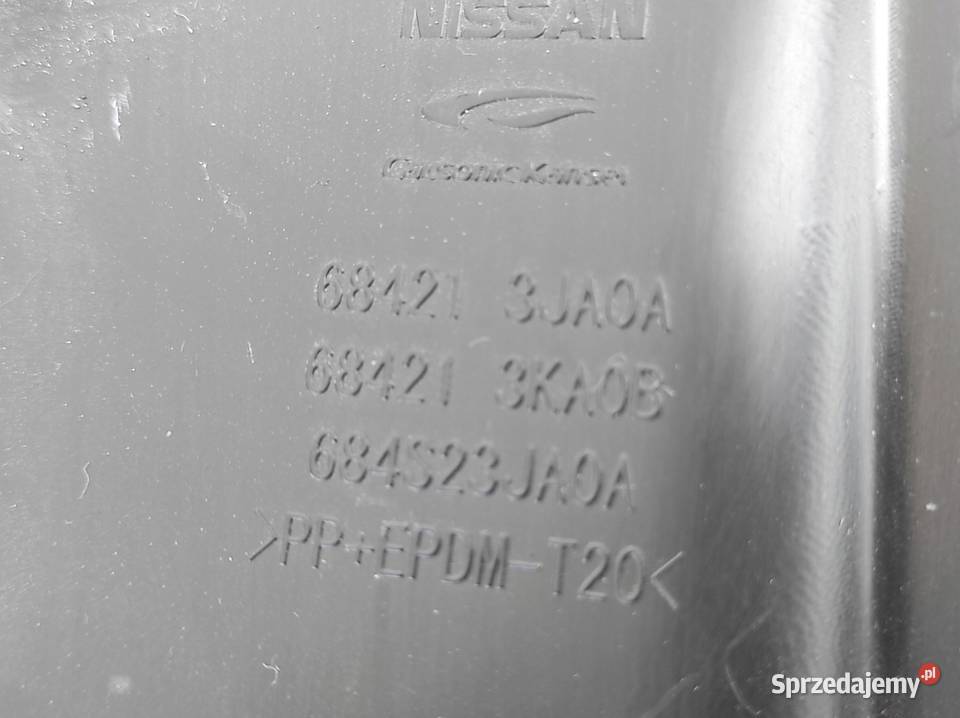 NISSAN
CalsonicKansei
68421 3JA0A
68421 3KA0B
684S23JA0A
>PP+EPDM-T20<
Sprzedajemy.pl